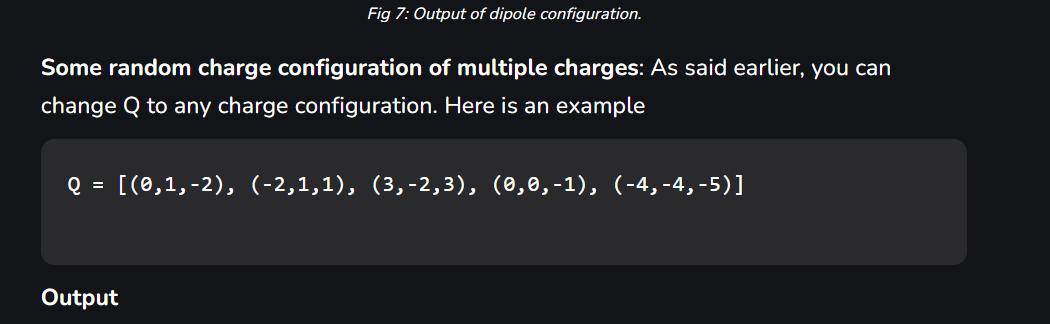 Fig 7: Output of dipole configuration.
Some random charge configuration of multiple charges: As said earlier, you can
change Q to any charge configuration. Here is an example
Q = [(0,1,-2), (-2,1,1), (3,-2,3), (0,0,-1), (-4,-4,-5)]
Output